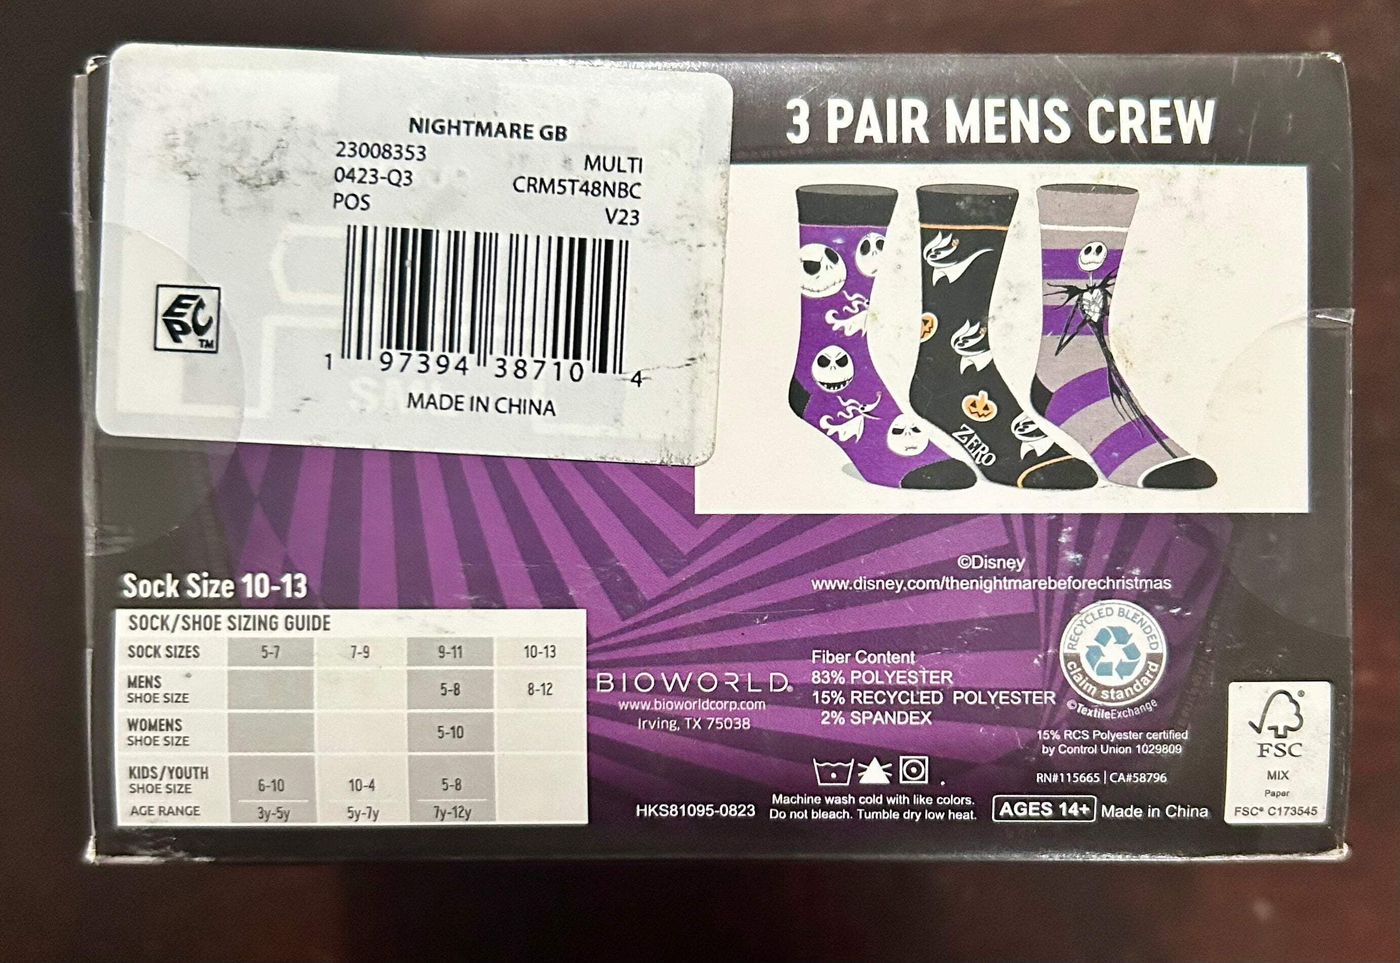 NIGHTMARE GB
23008353 MULTI
0423-Q3 CRM5T48NBC
POS V23
EPC TM
1 97394 38710 4
MADE IN CHINA
3 PAIR MENS CREW
ZERO
©Disney
www.disney.com/thenightmarebeforechristmas
Sock Size 10-13
SOCK/SHOE SIZING GUIDE
SOCK SIZES 5-7 7-9 9-11 10-13
MENS
SHOE SIZE 5-8 8-12
WOMENS
SHOE SIZE 5-10
KIDS/YOUTH
SHOE SIZE 6-10 10-4 5-8
AGE RANGE 3y-5y 5y-7y 7y-12y
BIOWORLD®
www.bioworldcorp.com
Irving, TX 75038
Fiber Content
83% POLYESTER
15% RECYCLED POLYESTER
2% SPANDEX
RECYCLED BLENDED
claim standard
©TextileExchange
15% RCS Polyester certified
by Control Union 1029809
RN#115665 | CA#58796
HKS81095-0823
Machine wash cold with like colors.
Do not bleach. Tumble dry low heat.
AGES 14+ Made in China
FSC
MIX
Paper
FSC® C173545